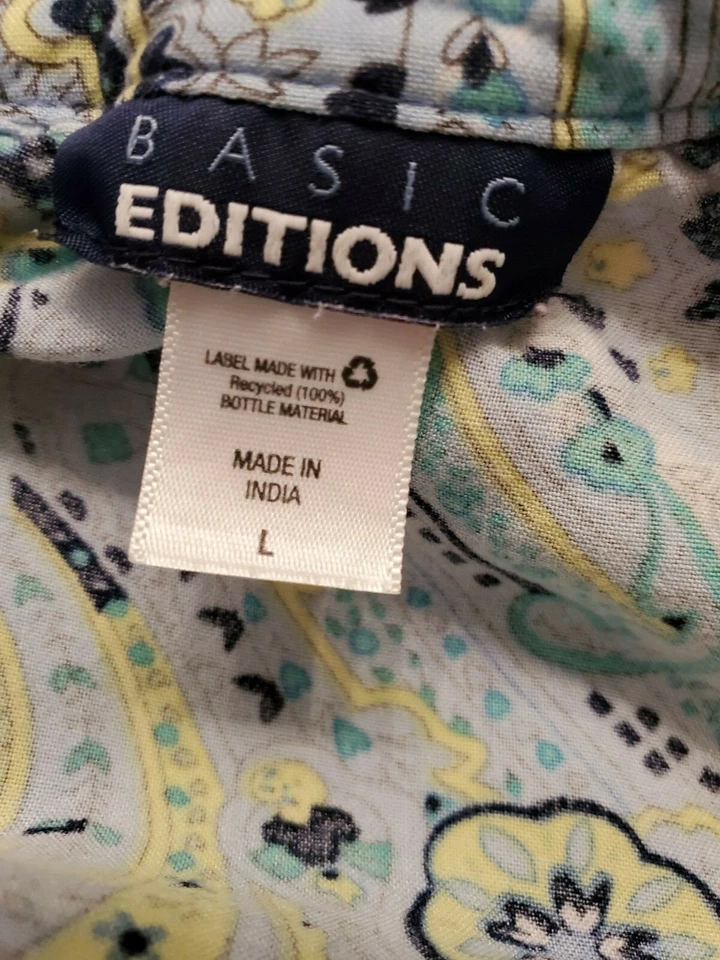 BASIC
EDITIONS
LABEL MADE WITH
Recycled (100%)
BOTTLE MATERIAL
MADE IN
INDIA
L